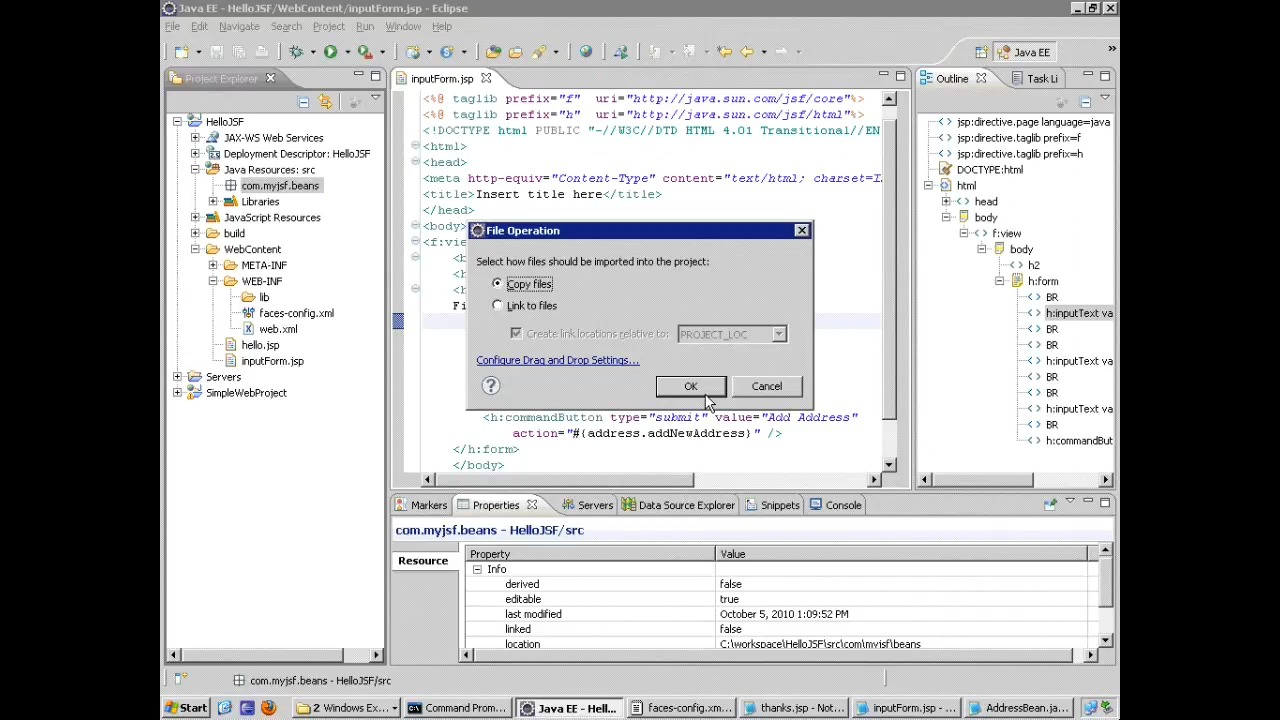 Java EE - HelloJSF/WebContent/inputForm.jsp - Eclipse
File Edit Navigate Search Project Run Window Help
Java EE
Project Explorer
HelloJSF
JAX-WS Web Services
Deployment Descriptor: HelloJSF
Java Resources: src
com.myjsf.beans
Libraries
JavaScript Resources
build
WebContent
META-INF
WEB-INF
lib
faces-config.xml
web.xml
hello.jsp
inputForm.jsp
Servers
SimpleWebProject
inputForm.jsp
<%@ taglib prefix="f" uri="http://java.sun.com/jsf/core"%>
<%@ taglib prefix="h" uri="http://java.sun.com/jsf/html"%>
<!DOCTYPE html PUBLIC "-//W3C//DTD HTML 4.01 Transitional//EN
<html>
<head>
<meta http-equiv="Content-Type" content="text/html; charset=I
<title>Insert title here</title>
</head>
<body>
<f:vie
<b
<h
<h
Fi
<h:commandButton type="submit" value="Add Address"
action="#{address.addNewAddress}" />
</h:form>
</body>
File Operation
Select how files should be imported into the project:
Copy files
Link to files
Create link locations relative to: PROJECT_LOC
Configure Drag and Drop Settings...
OK Cancel
Outline Task Li
jsp:directive.page language=java
jsp:directive.taglib prefix=f
jsp:directive.taglib prefix=h
DOCTYPE:html
html
head
body
f:view
body
h2
h:form
BR
h:inputText va
BR
BR
h:inputText va
BR
BR
h:inputText va
BR
h:commandBut
Markers Properties Servers Data Source Explorer Snippets Console
com.myjsf.beans - HelloJSF/src
Resource
Property Value
Info
derived false
editable true
last modified October 5, 2010 1:09:52 PM
linked false
location C:\workspace\HelloJSF\src\com\myjsf\beans
com.myjsf.beans - HelloJSF/src
Start 2 Windows Ex... Command Prom... Java EE - Hell... faces-config.xm... thanks.jsp - Not... inputForm.jsp - ... AddressBean.ja...